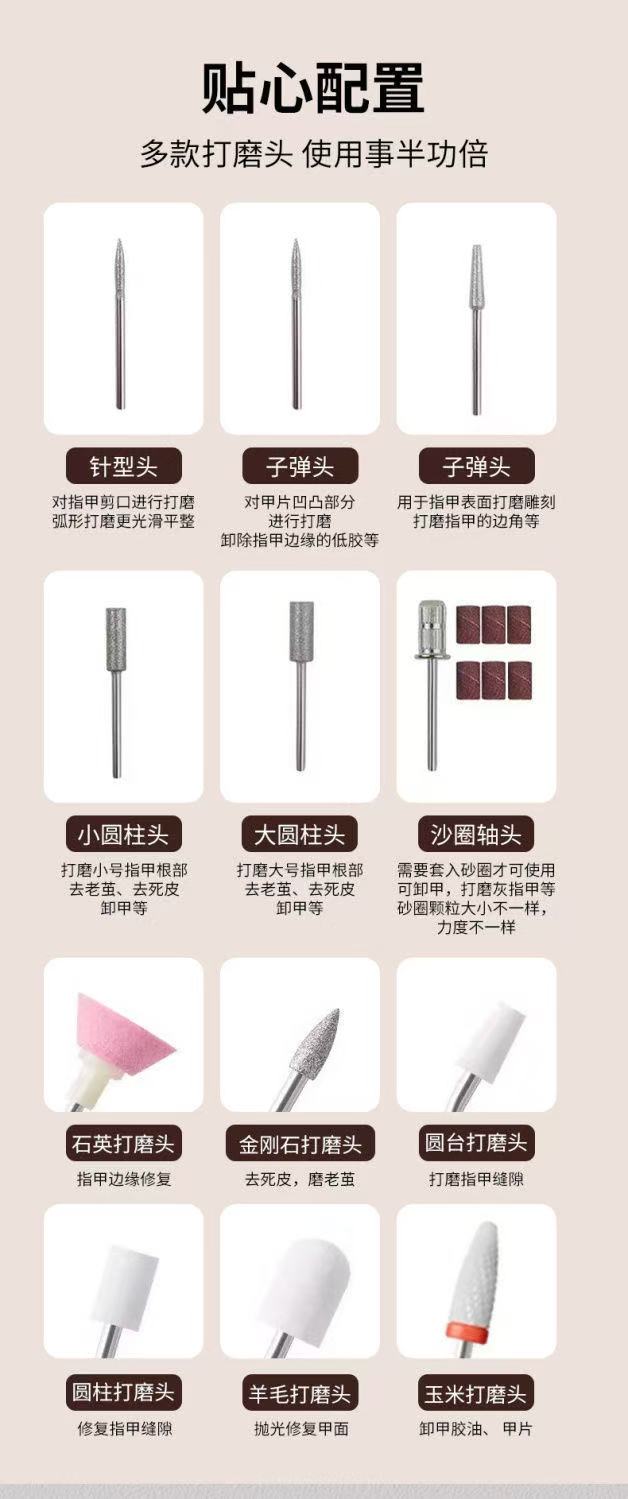 贴心配置
多款打磨头 使用事半功倍
针型头
子弹头
子弹头
对指甲剪口进行打磨
弧形打磨更光滑平整
对甲片凹凸部分
进行打磨
卸除指甲边缘的低胶等
用于指甲表面打磨雕刻
打磨指甲的边角等
小圆柱头
大圆柱头
沙圈轴头
打磨小号指甲根部
去老茧、去死皮
卸甲等
打磨大号指甲根部
去老茧、去死皮
卸甲等
需要套入砂圈才可使用
可卸甲，打磨灰指甲等
砂圈颗粒大小不一样，
力度不一样
石英打磨头
金刚石打磨头
圆台打磨头
指甲边缘修复
去死皮，磨老茧
打磨指甲缝隙
圆柱打磨头
羊毛打磨头
玉米打磨头
修复指甲缝隙
抛光修复甲面
卸甲胶油、 甲片